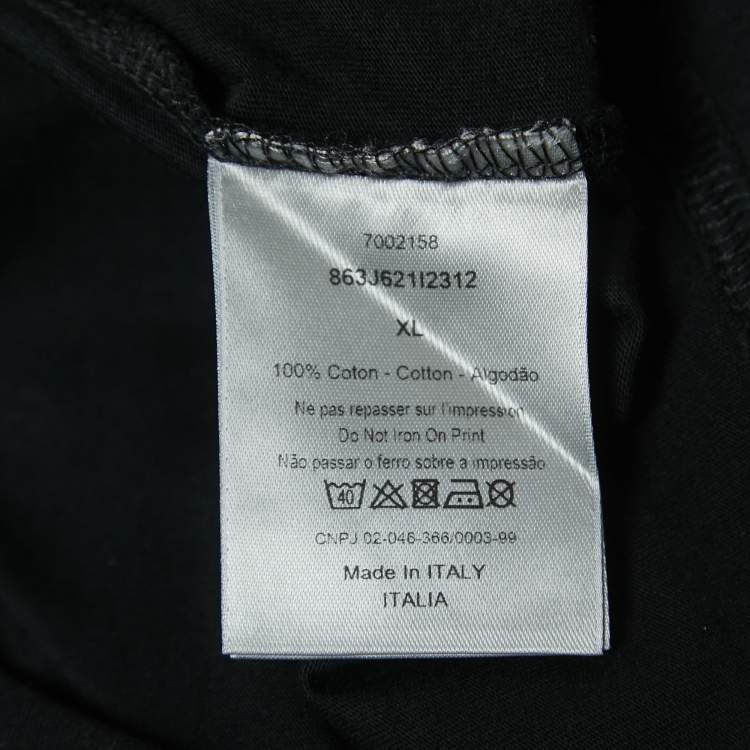 7002158
863J621I2312
XL
100% Coton - Cotton - Algodão
Ne pas repasser sur l'impression
Do Not Iron On Print
Não passar o ferro sobre a impressão
40
CNPJ 02-046-366/0003-99
Made In ITALY
ITALIA